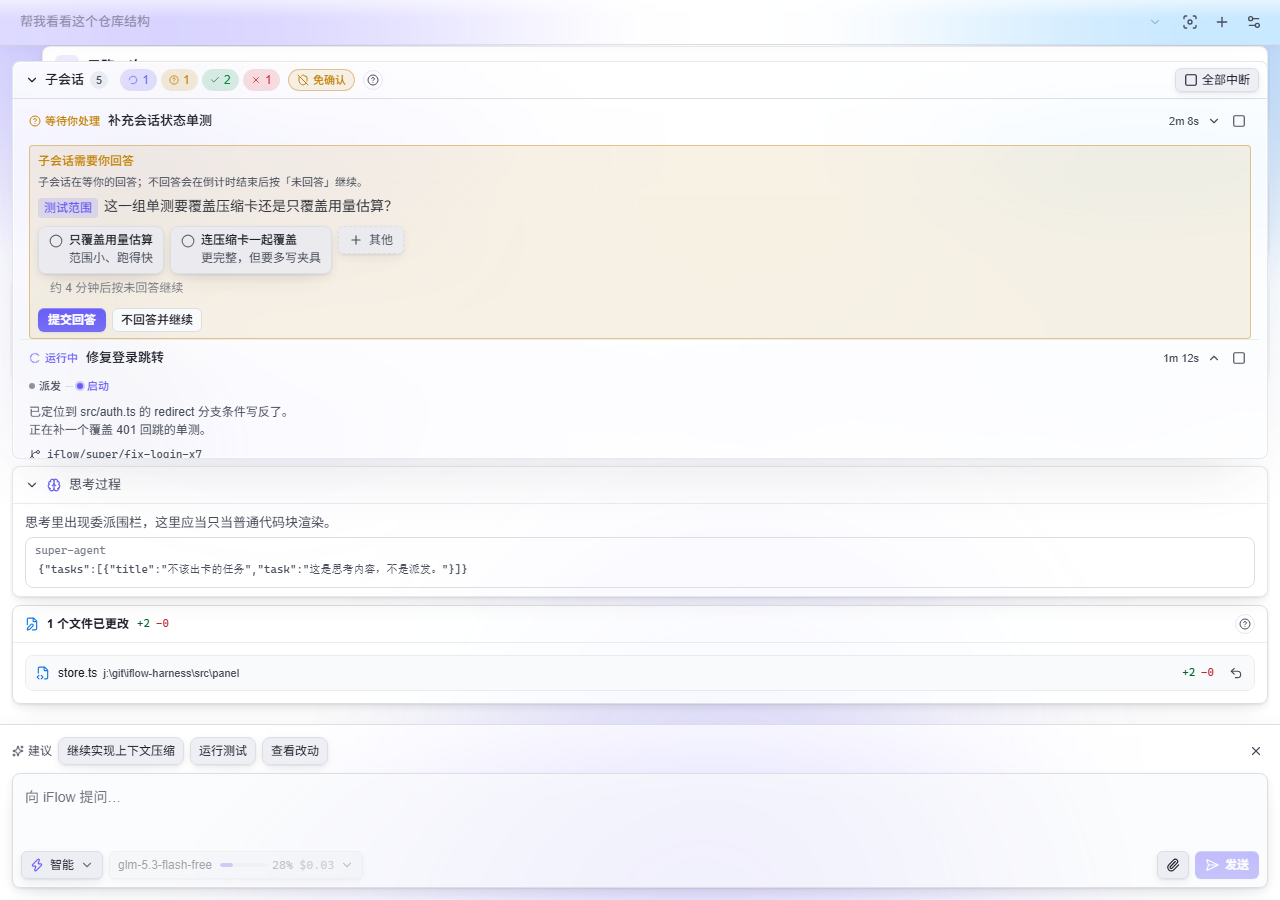 帮我看看这个仓库结构
子会话 5 1 1 2 1 免确认 全部中断
等待你处理 补充会话状态单测 2m 8s
子会话需要你回答
子会话在等你的回答；不回答会在倒计时结束后按「未回答」继续。
测试范围 这一组单测要覆盖压缩卡还是只覆盖用量估算？
只覆盖用量估算 连压缩卡一起覆盖 其他
范围小、跑得快 更完整，但要多写夹具
约 4 分钟后按未回答继续
提交回答 不回答并继续
运行中 修复登录跳转 1m 12s
派发 启动
已定位到 src/auth.ts 的 redirect 分支条件写反了。
正在补一个覆盖 401 回跳的单测。
iflow/super/fix-login-x7
思考过程
思考里出现委派围栏，这里应当只当普通代码块渲染。
super-agent
{"tasks":[{"title":"不该出卡的任务","task":"这是思考内容，不是派发。"}]}
1 个文件已更改 +2 −0
store.ts j:\git\iflow-harness\src\panel +2 −0
建议 继续实现上下文压缩 运行测试 查看改动
向 iFlow 提问…
智能 glm-5.3-flash-free 28% $0.03 发送